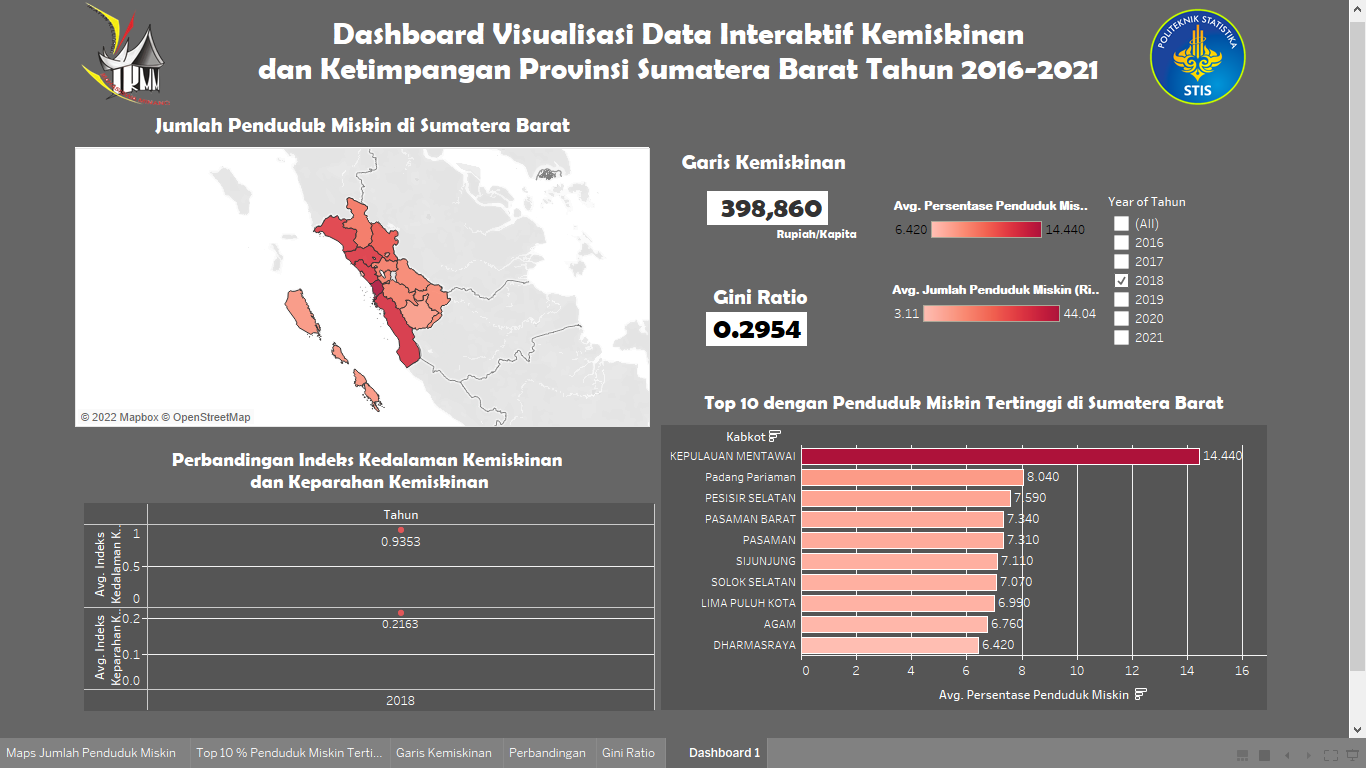 Dashboard Visualisasi Data Interaktif Kemiskinan
dan Ketimpangan Provinsi Sumatera Barat Tahun 2016-2021
POLITEKNIK STATISTIKA
STIS
Jumlah Penduduk Miskin di Sumatera Barat
© 2022 Mapbox © OpenStreetMap
Garis Kemiskinan
398,860
Rupiah/Kapita
Gini Ratio
0.2954
Avg. Persentase Penduduk Mis..
6.420 14.440
Avg. Jumlah Penduduk Miskin (Ri..
3.11 44.04
Year of Tahun
(All)
2016
2017
2018
2019
2020
2021
Perbandingan Indeks Kedalaman Kemiskinan
dan Keparahan Kemiskinan
Tahun
Avg. Indeks
Kedalaman K..
1
0.5
0
0.9353
Avg. Indeks
Keparahan K..
0.2
0.1
0.0
0.2163
2018
Top 10 dengan Penduduk Miskin Tertinggi di Sumatera Barat
Kabkot
KEPULAUAN MENTAWAI 14.440
Padang Pariaman 8.040
PESISIR SELATAN 7.590
PASAMAN BARAT 7.340
PASAMAN 7.310
SIJUNJUNG 7.110
SOLOK SELATAN 7.070
LIMA PULUH KOTA 6.990
AGAM 6.760
DHARMASRAYA 6.420
0 2 4 6 8 10 12 14 16
Avg. Persentase Penduduk Miskin
Maps Jumlah Penduduk Miskin Top 10 % Penduduk Miskin Terti... Garis Kemiskinan Perbandingan Gini Ratio Dashboard 1